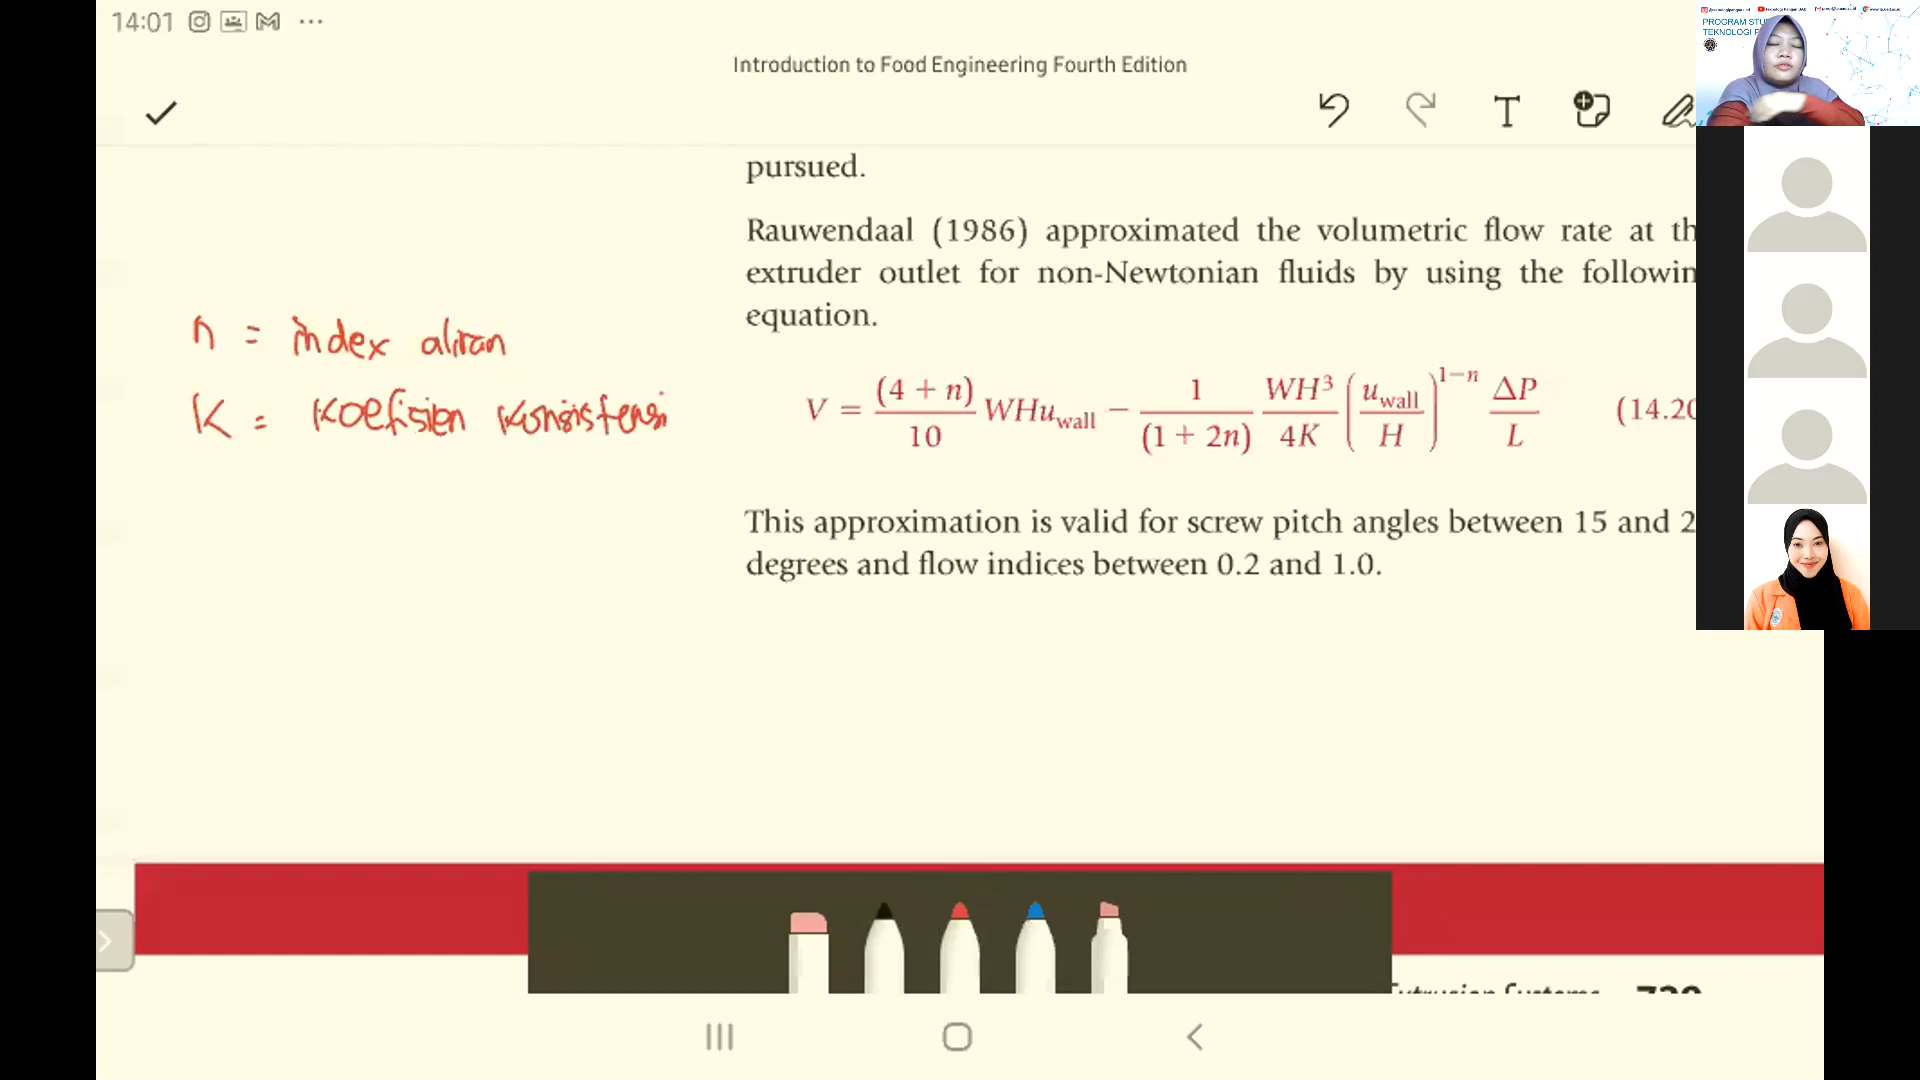 14:01
Introduction to Food Engineering Fourth Edition
T
PROGRAM STU
TEKNOLOGI P
pursued.
Rauwendaal (1986) approximated the volumetric flow rate at th
extruder outlet for non-Newtonian fluids by using the followin
equation.
n = index aliran
K = koefisien konsistensi
V = (4 + n)/10 WHu_wall − 1/(1 + 2n) WH³/4K (u_wall/H)^(1−n) ΔP/L (14.20
This approximation is valid for screw pitch angles between 15 and 2
degrees and flow indices between 0.2 and 1.0.
Extrusion Systems